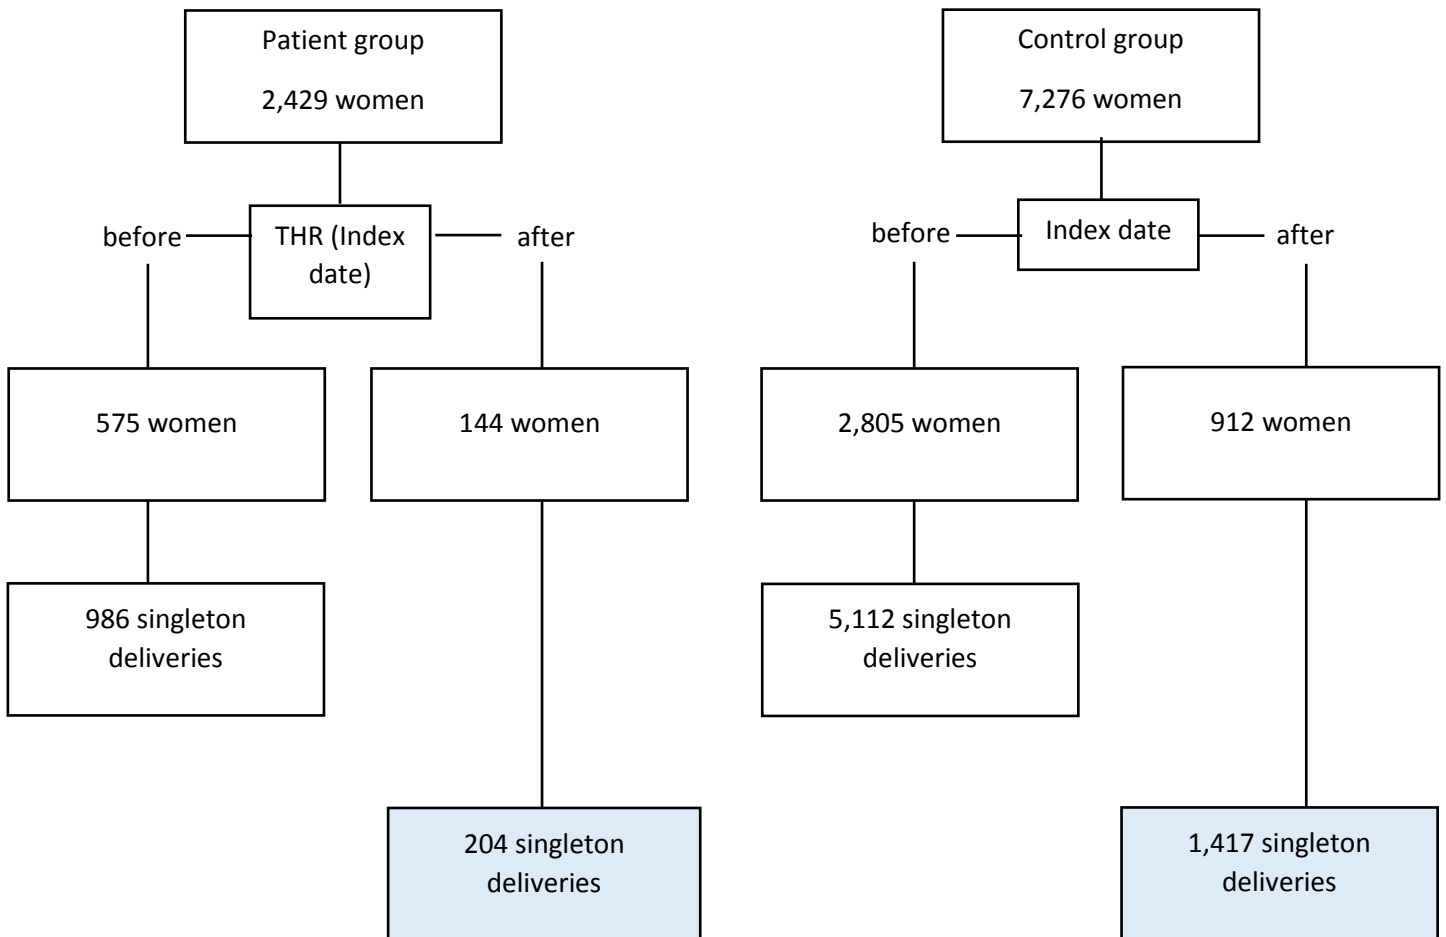 Patient group
2,429 women
Control group
7,276 women
before
THR (Index
date)
after
before
Index date
after
575 women
144 women
2,805 women
912 women
986 singleton
deliveries
5,112 singleton
deliveries
204 singleton
deliveries
1,417 singleton
deliveries